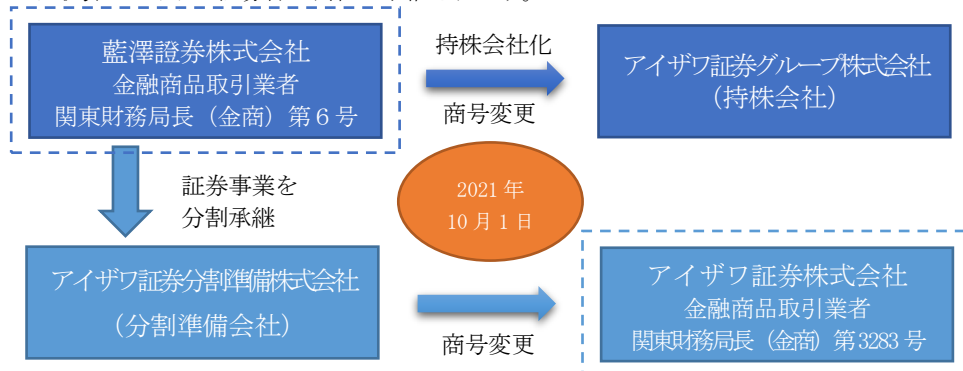 藍澤證券株式会社
金融商品取引業者
関東財務局長（金商）第６号
持株会社化
商号変更
アイザワ証券グループ株式会社
（持株会社）
証券事業を
分割承継
2021 年
10 月 1 日
アイザワ証券分割準備株式会社
（分割準備会社）
商号変更
アイザワ証券株式会社
金融商品取引業者
関東財務局長（金商）第 3283 号